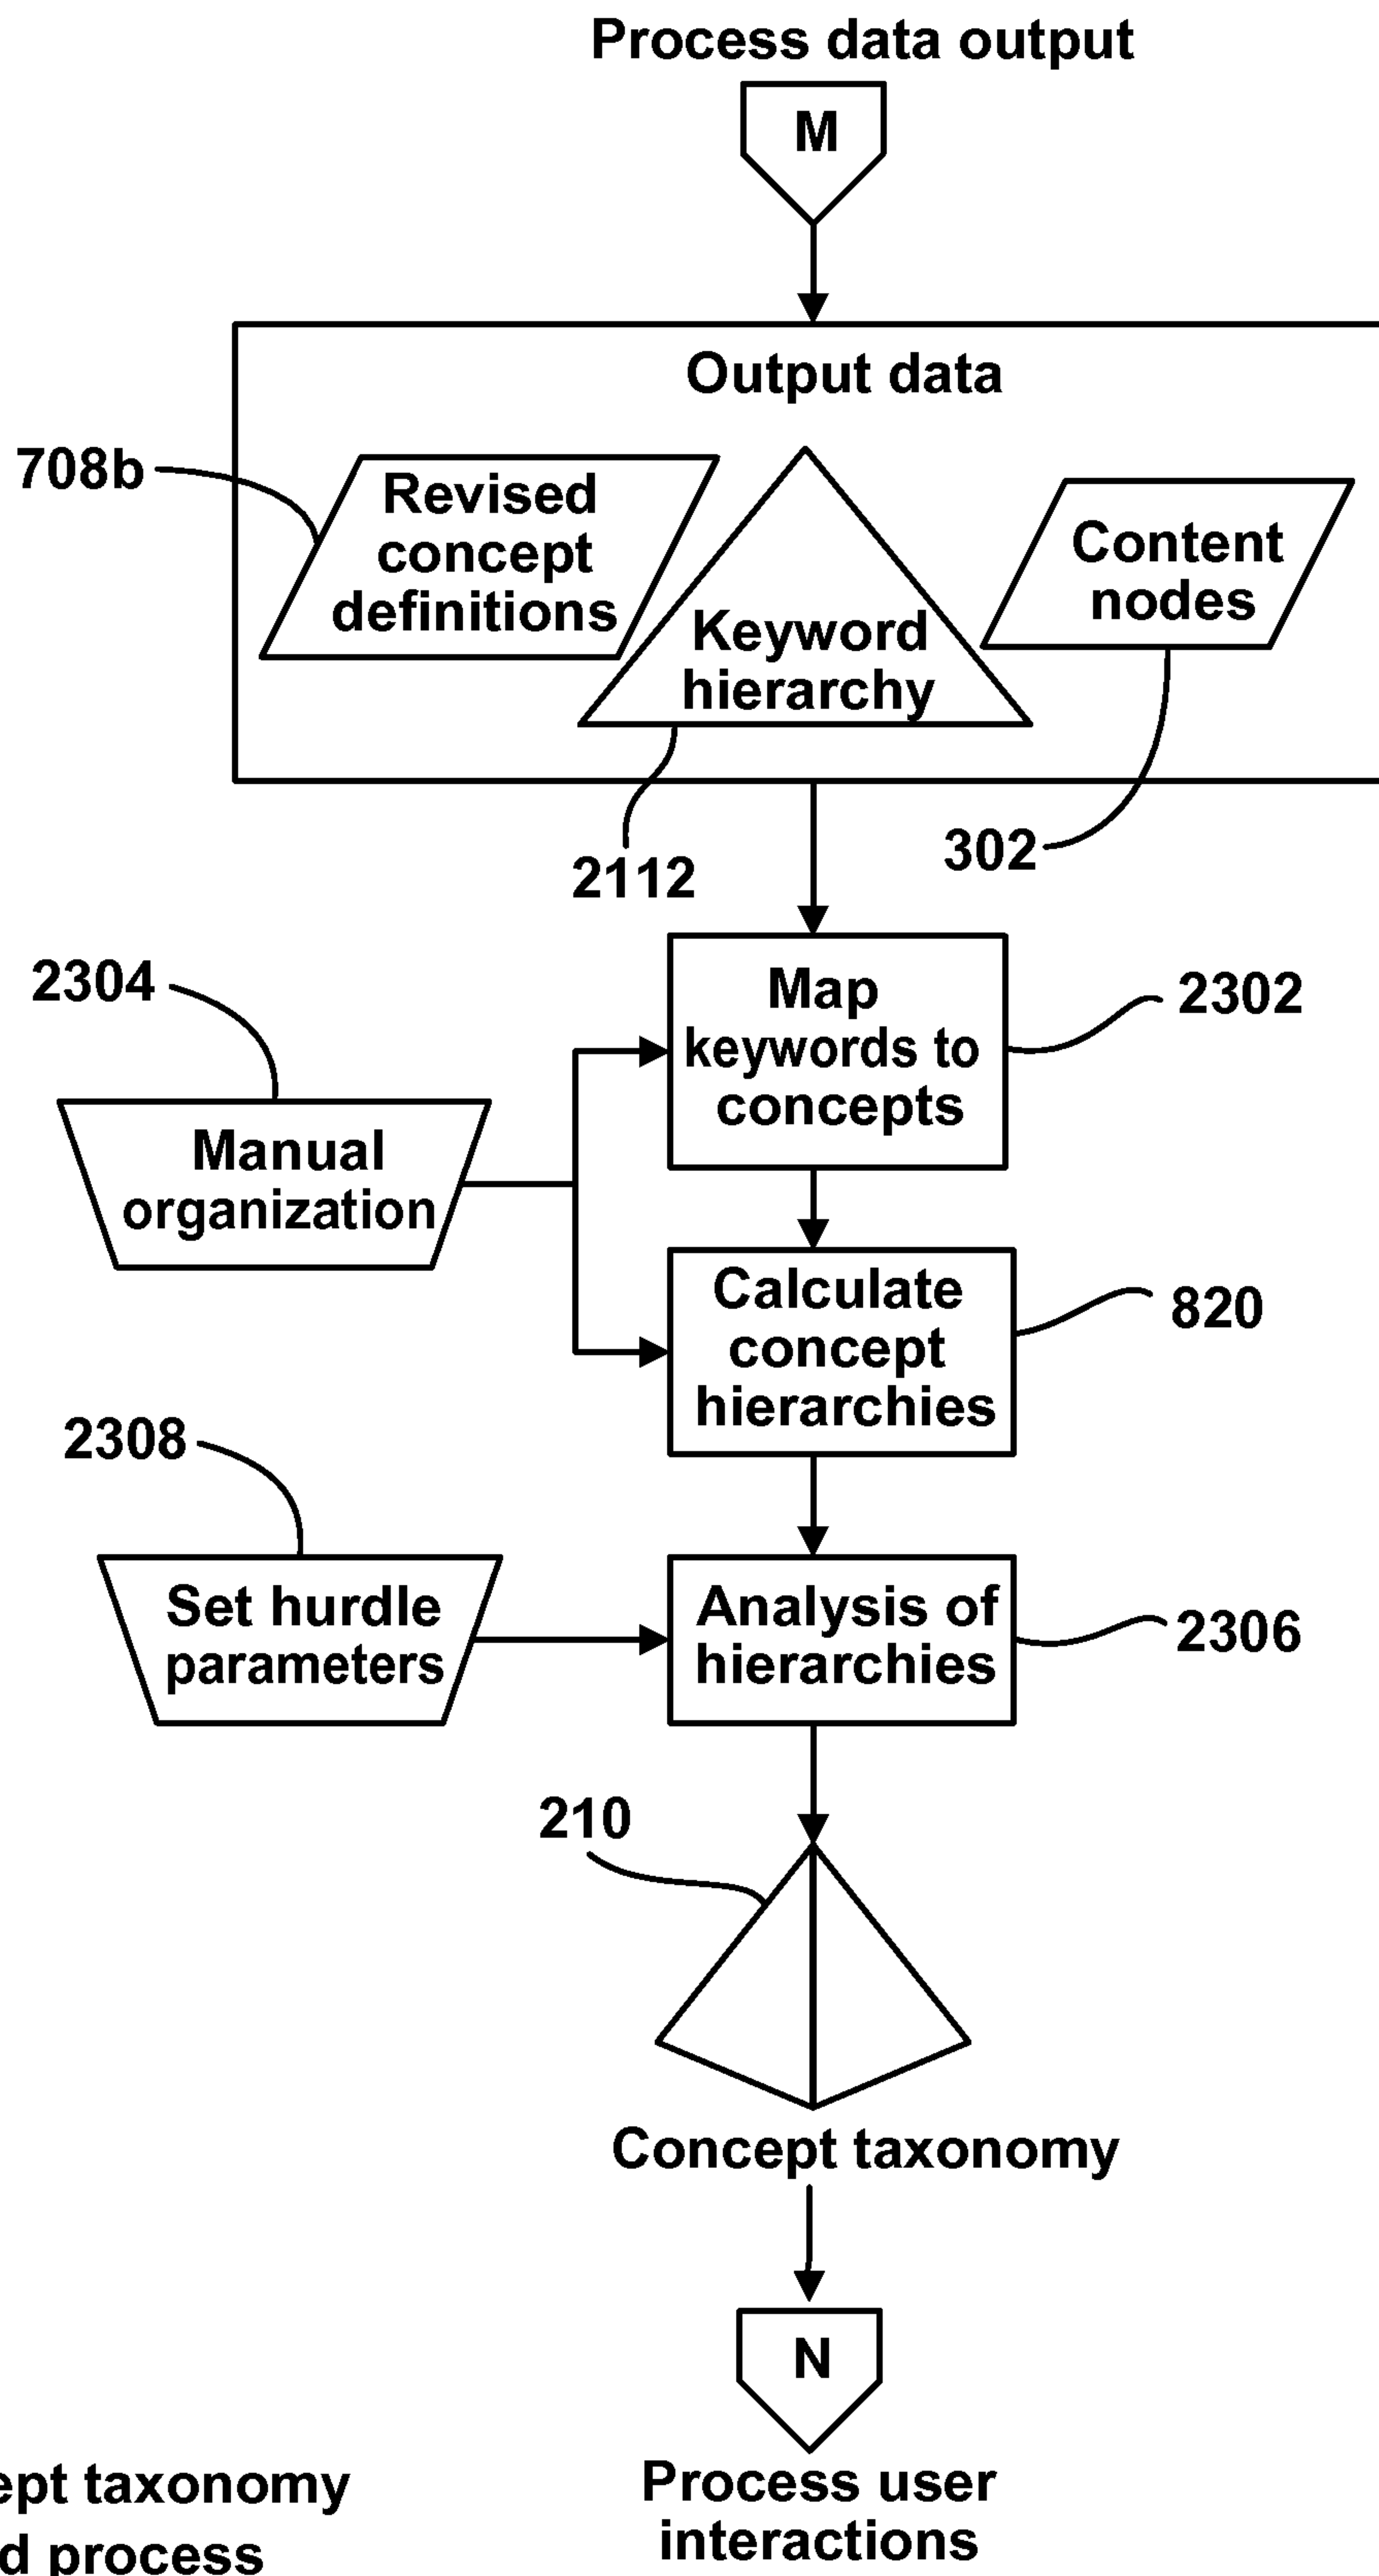 Process data output
M
Output data
708b
Revised
concept
definitions
Keyword
hierarchy
Content
nodes
2112
302
2304
Map
keywords to
concepts
2302
Manual
organization
Calculate
concept
hierarchies
820
2308
Set hurdle
parameters
Analysis of
hierarchies
2306
210
Concept taxonomy
N
Process user
interactions
taxonomy
process